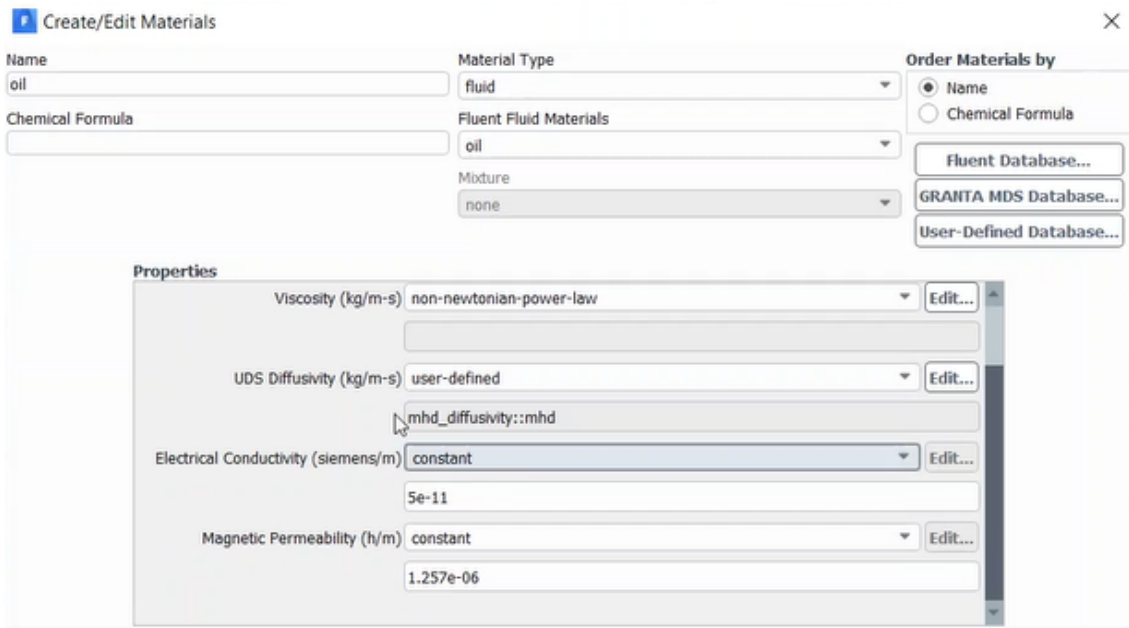 Create/Edit Materials
Name
oil
Chemical Formula
Material Type
fluid
Fluent Fluid Materials
oil
Mixture
none
Order Materials by
Name
Chemical Formula
Fluent Database...
GRANTA MDS Database...
User-Defined Database...
Properties
Viscosity (kg/m-s) non-newtonian-power-law Edit...
UDS Diffusivity (kg/m-s) user-defined Edit...
mhd_diffusivity::mhd
Electrical Conductivity (siemens/m) constant Edit...
5e-11
Magnetic Permeability (h/m) constant Edit...
1.257e-06